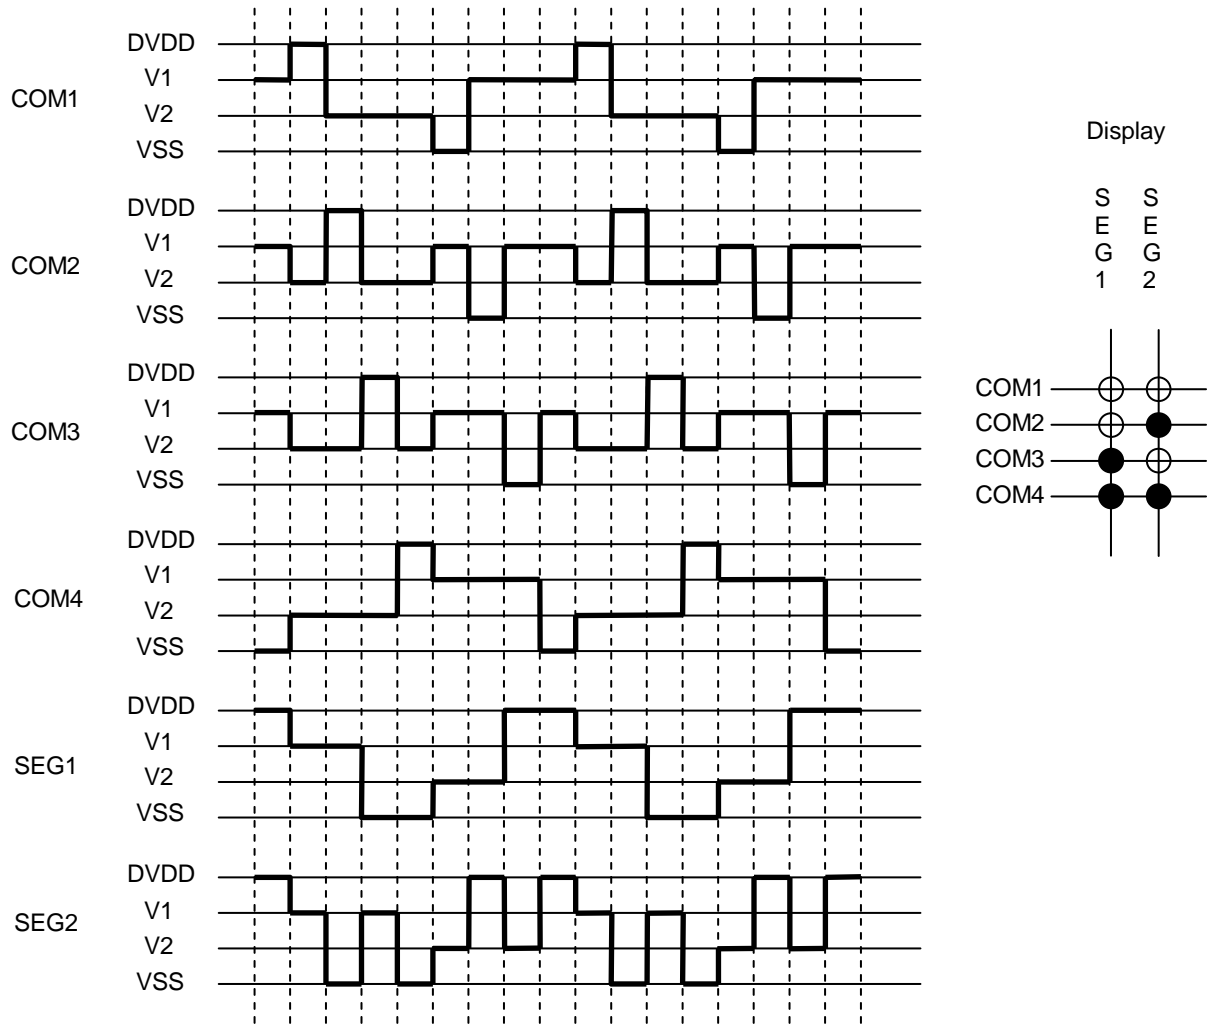 DVDD
V1
COM1
V2
VSS
Display
DVDD
V1
COM2
V2
VSS
S
E
G
1
S
E
G
2
DVDD
V1
COM3
V2
VSS
COM1
COM2
COM3
COM4
DVDD
V1
COM4
V2
VSS
DVDD
V1
SEG1
V2
VSS
DVDD
V1
SEG2
V2
VSS